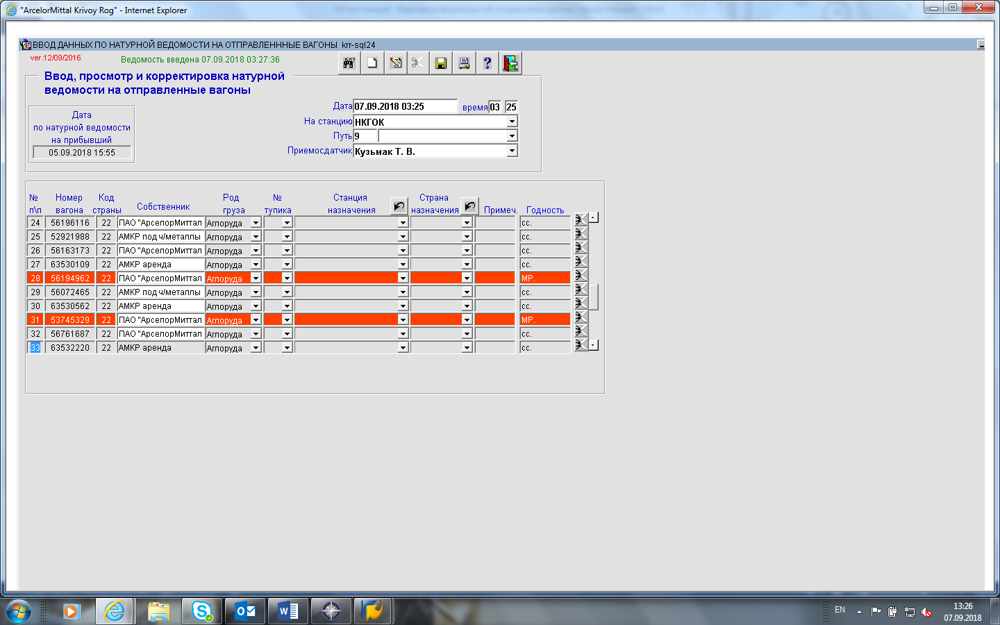 "ArcelorMittal Krivoy Rog" - Internet Explorer
ВВОД ДАННЫХ ПО НАТУРНОЙ ВЕДОМОСТИ НА ОТПРАВЛЕНННЫЕ ВАГОНЫ krr-sql24
ver.12/09/2016 Ведомость введена 07.09.2018 03:27:36
Ввод, просмотр и корректировка натурной
ведомости на отправленные вагоны
Дата
по натурной ведомости
на прибывший
05.09.2018 15:55
Дата 07.09.2018 03:25 время 03 25
На станцию НКГОК
Путь 9
Приемосдатчик Кузьмак Т. В.
№ Номер Код Собственник Род № Станция Страна
п\п вагона страны груза тупика назначения назначения Примеч. Годность
24 56196116 22 ПАО "АрселорМиттал Аглоруда сс.
25 52921988 22 АМКР под ч/металлы Аглоруда сс.
26 56163173 22 ПАО "АрселорМиттал Аглоруда сс.
27 63530109 22 АМКР аренда Аглоруда сс.
28 56194962 22 ПАО "АрселорМиттал Аглоруда МР.
29 56072465 22 АМКР под ч/металлы Аглоруда сс.
30 63530562 22 АМКР аренда Аглоруда сс.
31 53745329 22 ПАО "АрселорМиттал Аглоруда МР.
32 56761687 22 ПАО "АрселорМиттал Аглоруда сс.
33 63532220 22 АМКР аренда Аглоруда сс.
EN 13:26
07.09.2018